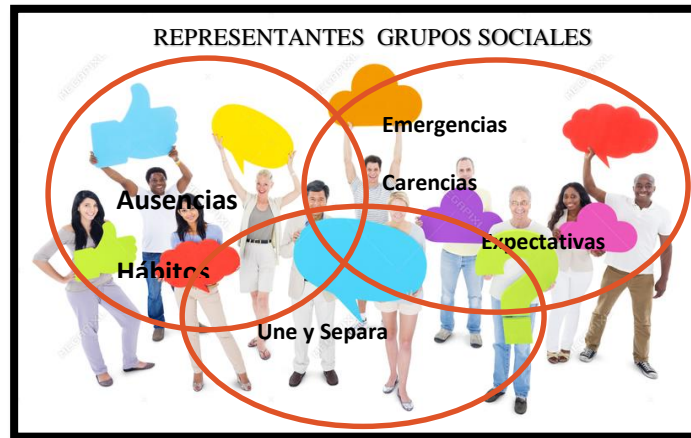 REPRESENTANTES GRUPOS SOCIALES
Emergencias
Carencias
Ausencias
Expectativas
Hábitos
Une y Separa